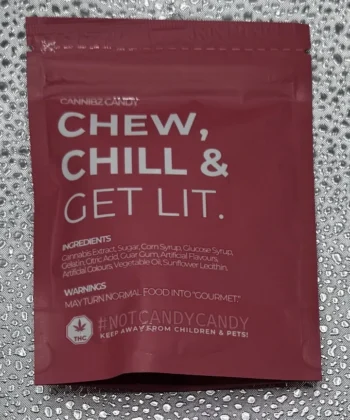 CANNIBZ CANDY
CHEW,
CHILL &
GET LIT.
INGREDIENTS
Cannabis Extract, Sugar, Corn Syrup, Glucose Syrup,
Gelatin, Citric Acid, Guar Gum, Artificial Flavours,
Artificial Colours, Vegetable Oil, Sunflower Lecithin.
WARNINGS
MAY TURN NORMAL FOOD INTO "GOURMET"
#NOTCANDYCANDY
KEEP AWAY FROM CHILDREN & PETS!
THC